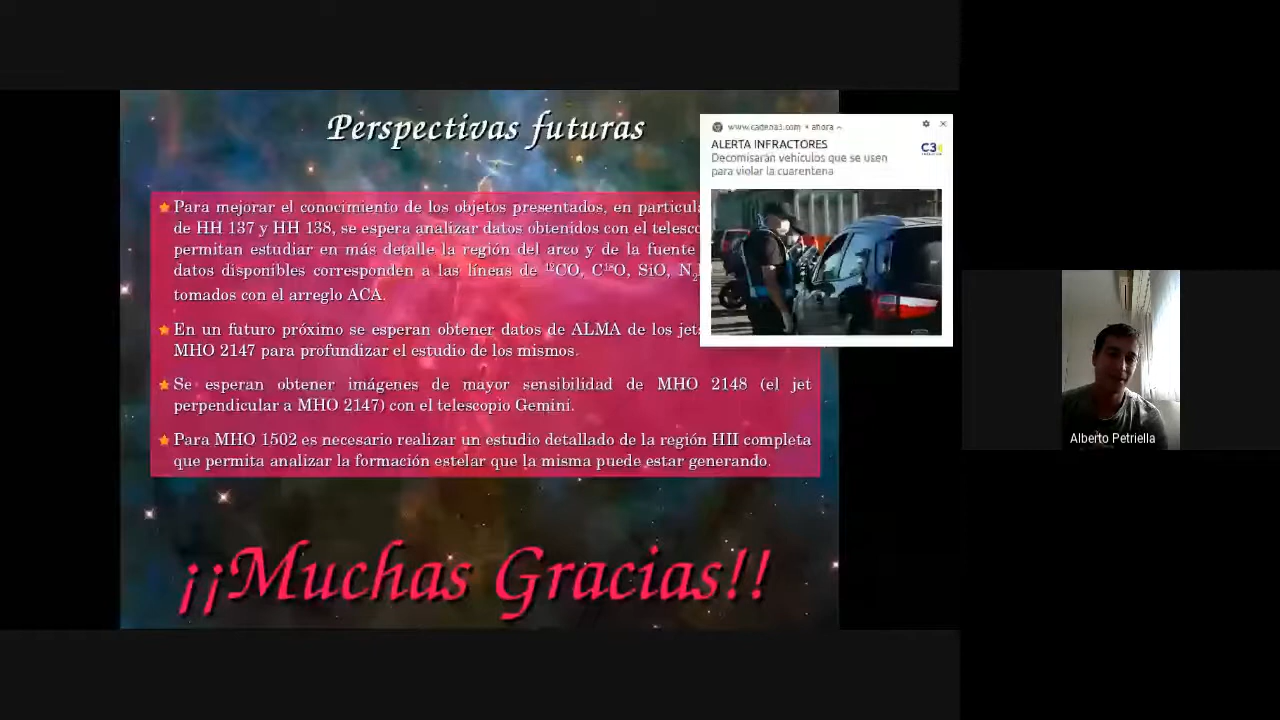 Perspectivas futuras
Para mejorar el conocimiento de los objetos presentados, en particula
de HH 137 y HH 138, se espera analizar datos obtenidos con el telesco
permitan estudiar en más detalle la región del arco y de la fuente
datos disponibles corresponden a las líneas de ¹²CO, C¹⁸O, SiO, N₂
tomados con el arreglo ACA.
En un futuro próximo se esperan obtener datos de ALMA de los jets
MHO 2147 para profundizar el estudio de los mismos.
Se esperan obtener imágenes de mayor sensibilidad de MHO 2148 (el jet
perpendicular a MHO 2147) con el telescopio Gemini.
Para MHO 1502 es necesario realizar un estudio detallado de la región HII completa
que permita analizar la formación estelar que la misma puede estar generando.
¡¡Muchas Gracias!!
www.cadena3.com • ahora
ALERTA INFRACTORES
Decomisarán vehículos que se usen
para violar la cuarentena
C3
Alberto Petriella